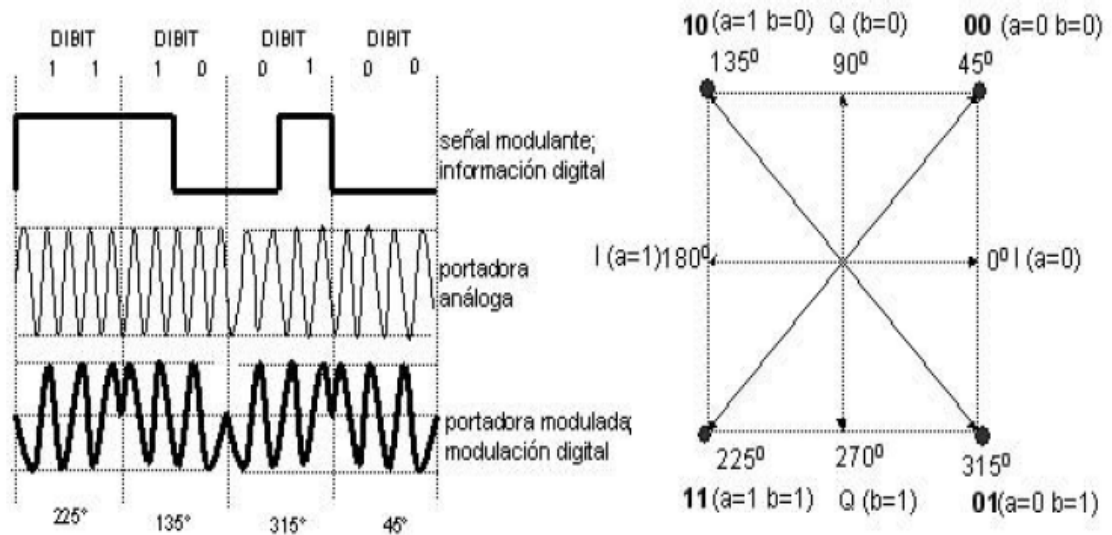 DIBIT DIBIT DIBIT DIBIT
1 1 1 0 0 1 0 0
señal modulante;
información digital
portadora
análoga
portadora modulada;
modulación digital
225° 135° 315° 45°
10 (a=1 b=0) Q (b=0) 00 (a=0 b=0)
135⁰ 90⁰ 45⁰
I (a=1) 180⁰ 0⁰ I (a=0)
225⁰ 270⁰ 315⁰
11 (a=1 b=1) Q (b=1) 01 (a=0 b=1)